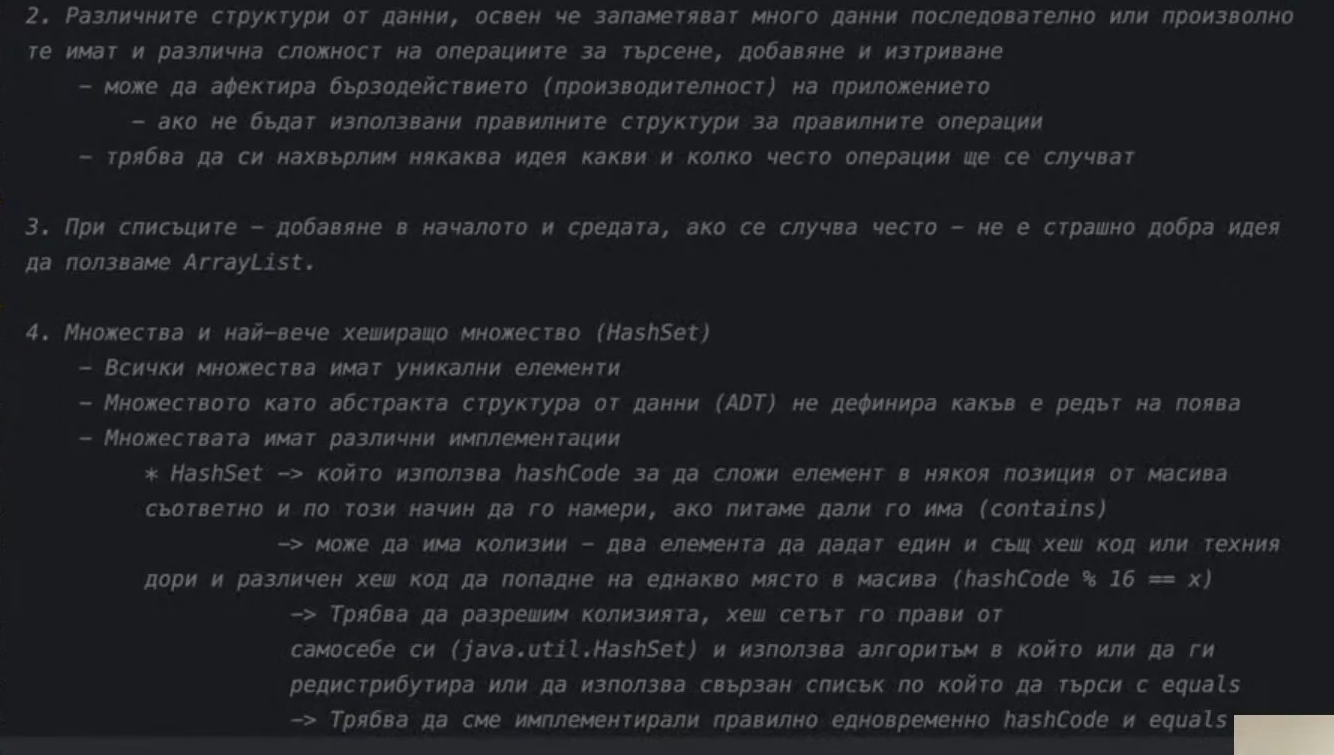 2. Различните структури от данни, освен че запаметяват много данни последователно или произволно
те имат и различна сложност на операциите за търсене, добавяне и изтриване
– може да афектира бързодействието (производителност) на приложението
– ако не бъдат използвани правилните структури за правилните операции
– трябва да си нахвърлим някаква идея какви и колко често операции ще се случват
3. При списъците – добавяне в началото и средата, ако се случва често – не е страшно добра идея
да ползваме ArrayList.
4. Множества и най–вече хеширащо множество (HashSet)
– Всички множества имат уникални елементи
– Множеството като абстракта структура от данни (ADT) не дефинира какъв е редът на поява
– Множествата имат различни имплементации
* HashSet –> който използва hashCode за да сложи елемент в някоя позиция от масива
съответно и по този начин да го намери, ако питаме дали го има (contains)
–> може да има колизии – два елемента да дадат един и същ хеш код или техния
дори и различен хеш код да попадне на еднакво място в масива (hashCode % 16 == x)
–> Трябва да разрешим колизията, хеш сетът го прави от
самосебе си (java.util.HashSet) и използва алгоритъм в който или да ги
редистрибутира или да използва свързан списък по който да търси с equals
–> Трябва да сме имплементирали правилно едновременно hashCode и equals